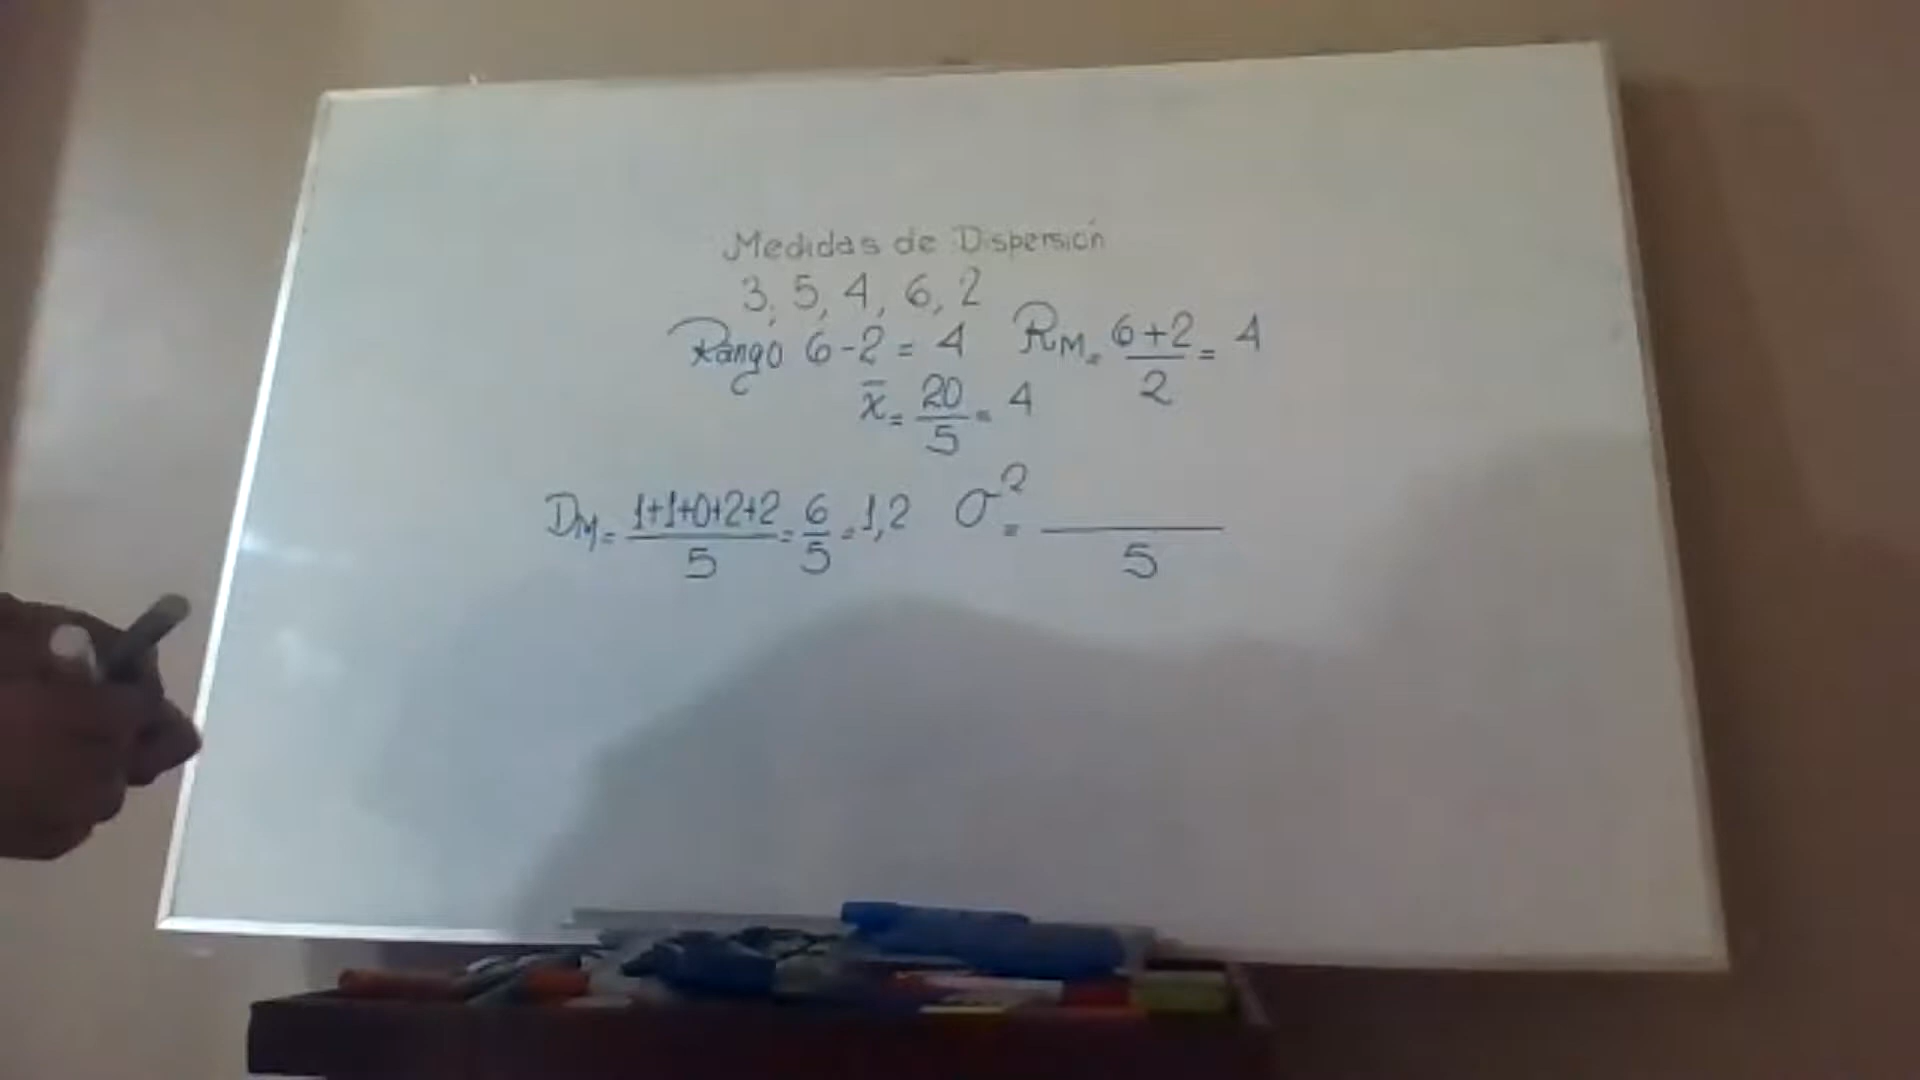 Medidas de Dispersión
3, 5, 4, 6, 2
Rango 6-2 = 4 RM = 6+2/2 = 4
x̄ = 20/5 = 4
DM = 1+1+0+2+2/5 = 6/5 = 1,2 σ² = /5